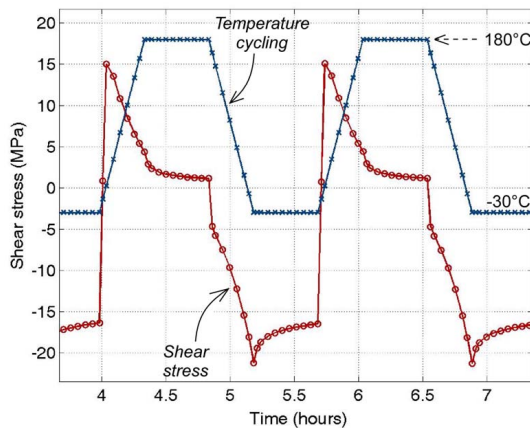 Temperature
cycling
180°C
-30°C
Shear
stress
Shear stress (MPa)
20
15
10
5
0
-5
-10
-15
-20
4
4.5
5
5.5
6
6.5
7
Time (hours)